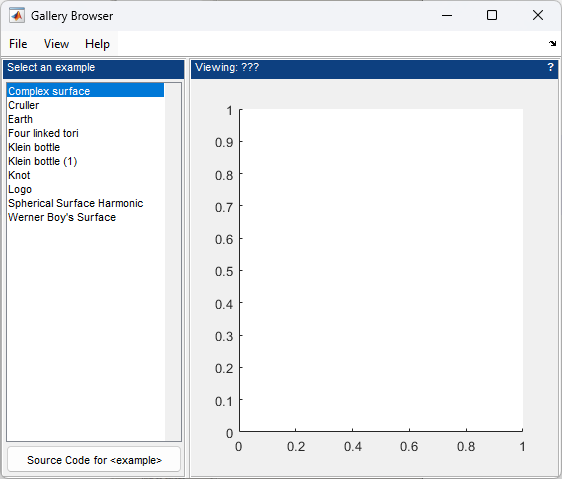 Gallery Browser
File View Help
Select an example
Complex surface
Cruller
Earth
Four linked tori
Klein bottle
Klein bottle (1)
Knot
Logo
Spherical Surface Harmonic
Werner Boy's Surface
Source Code for <example>
Viewing: ??? ?
1
0.9
0.8
0.7
0.6
0.5
0.4
0.3
0.2
0.1
0
0 0.2 0.4 0.6 0.8 1